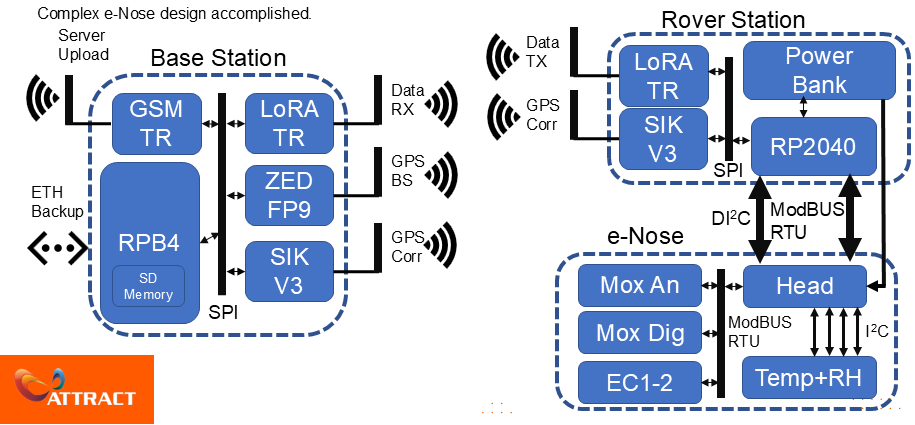 Complex e-Nose design accomplished.
Server
Upload
Base Station
GSM
TR
LoRA
TR
Data
RX
ETH
Backup
RPB4
SD
Memory
ZED
FP9
GPS
BS
SIK
V3
GPS
Corr
SPI
ATTRACT
Rover Station
Data
TX
LoRA
TR
Power
Bank
GPS
Corr
SIK
V3
RP2040
SPI
DI²C
ModBUS
RTU
e-Nose
Mox An
Head
Mox Dig
ModBUS
RTU
I²C
EC1-2
Temp+RH